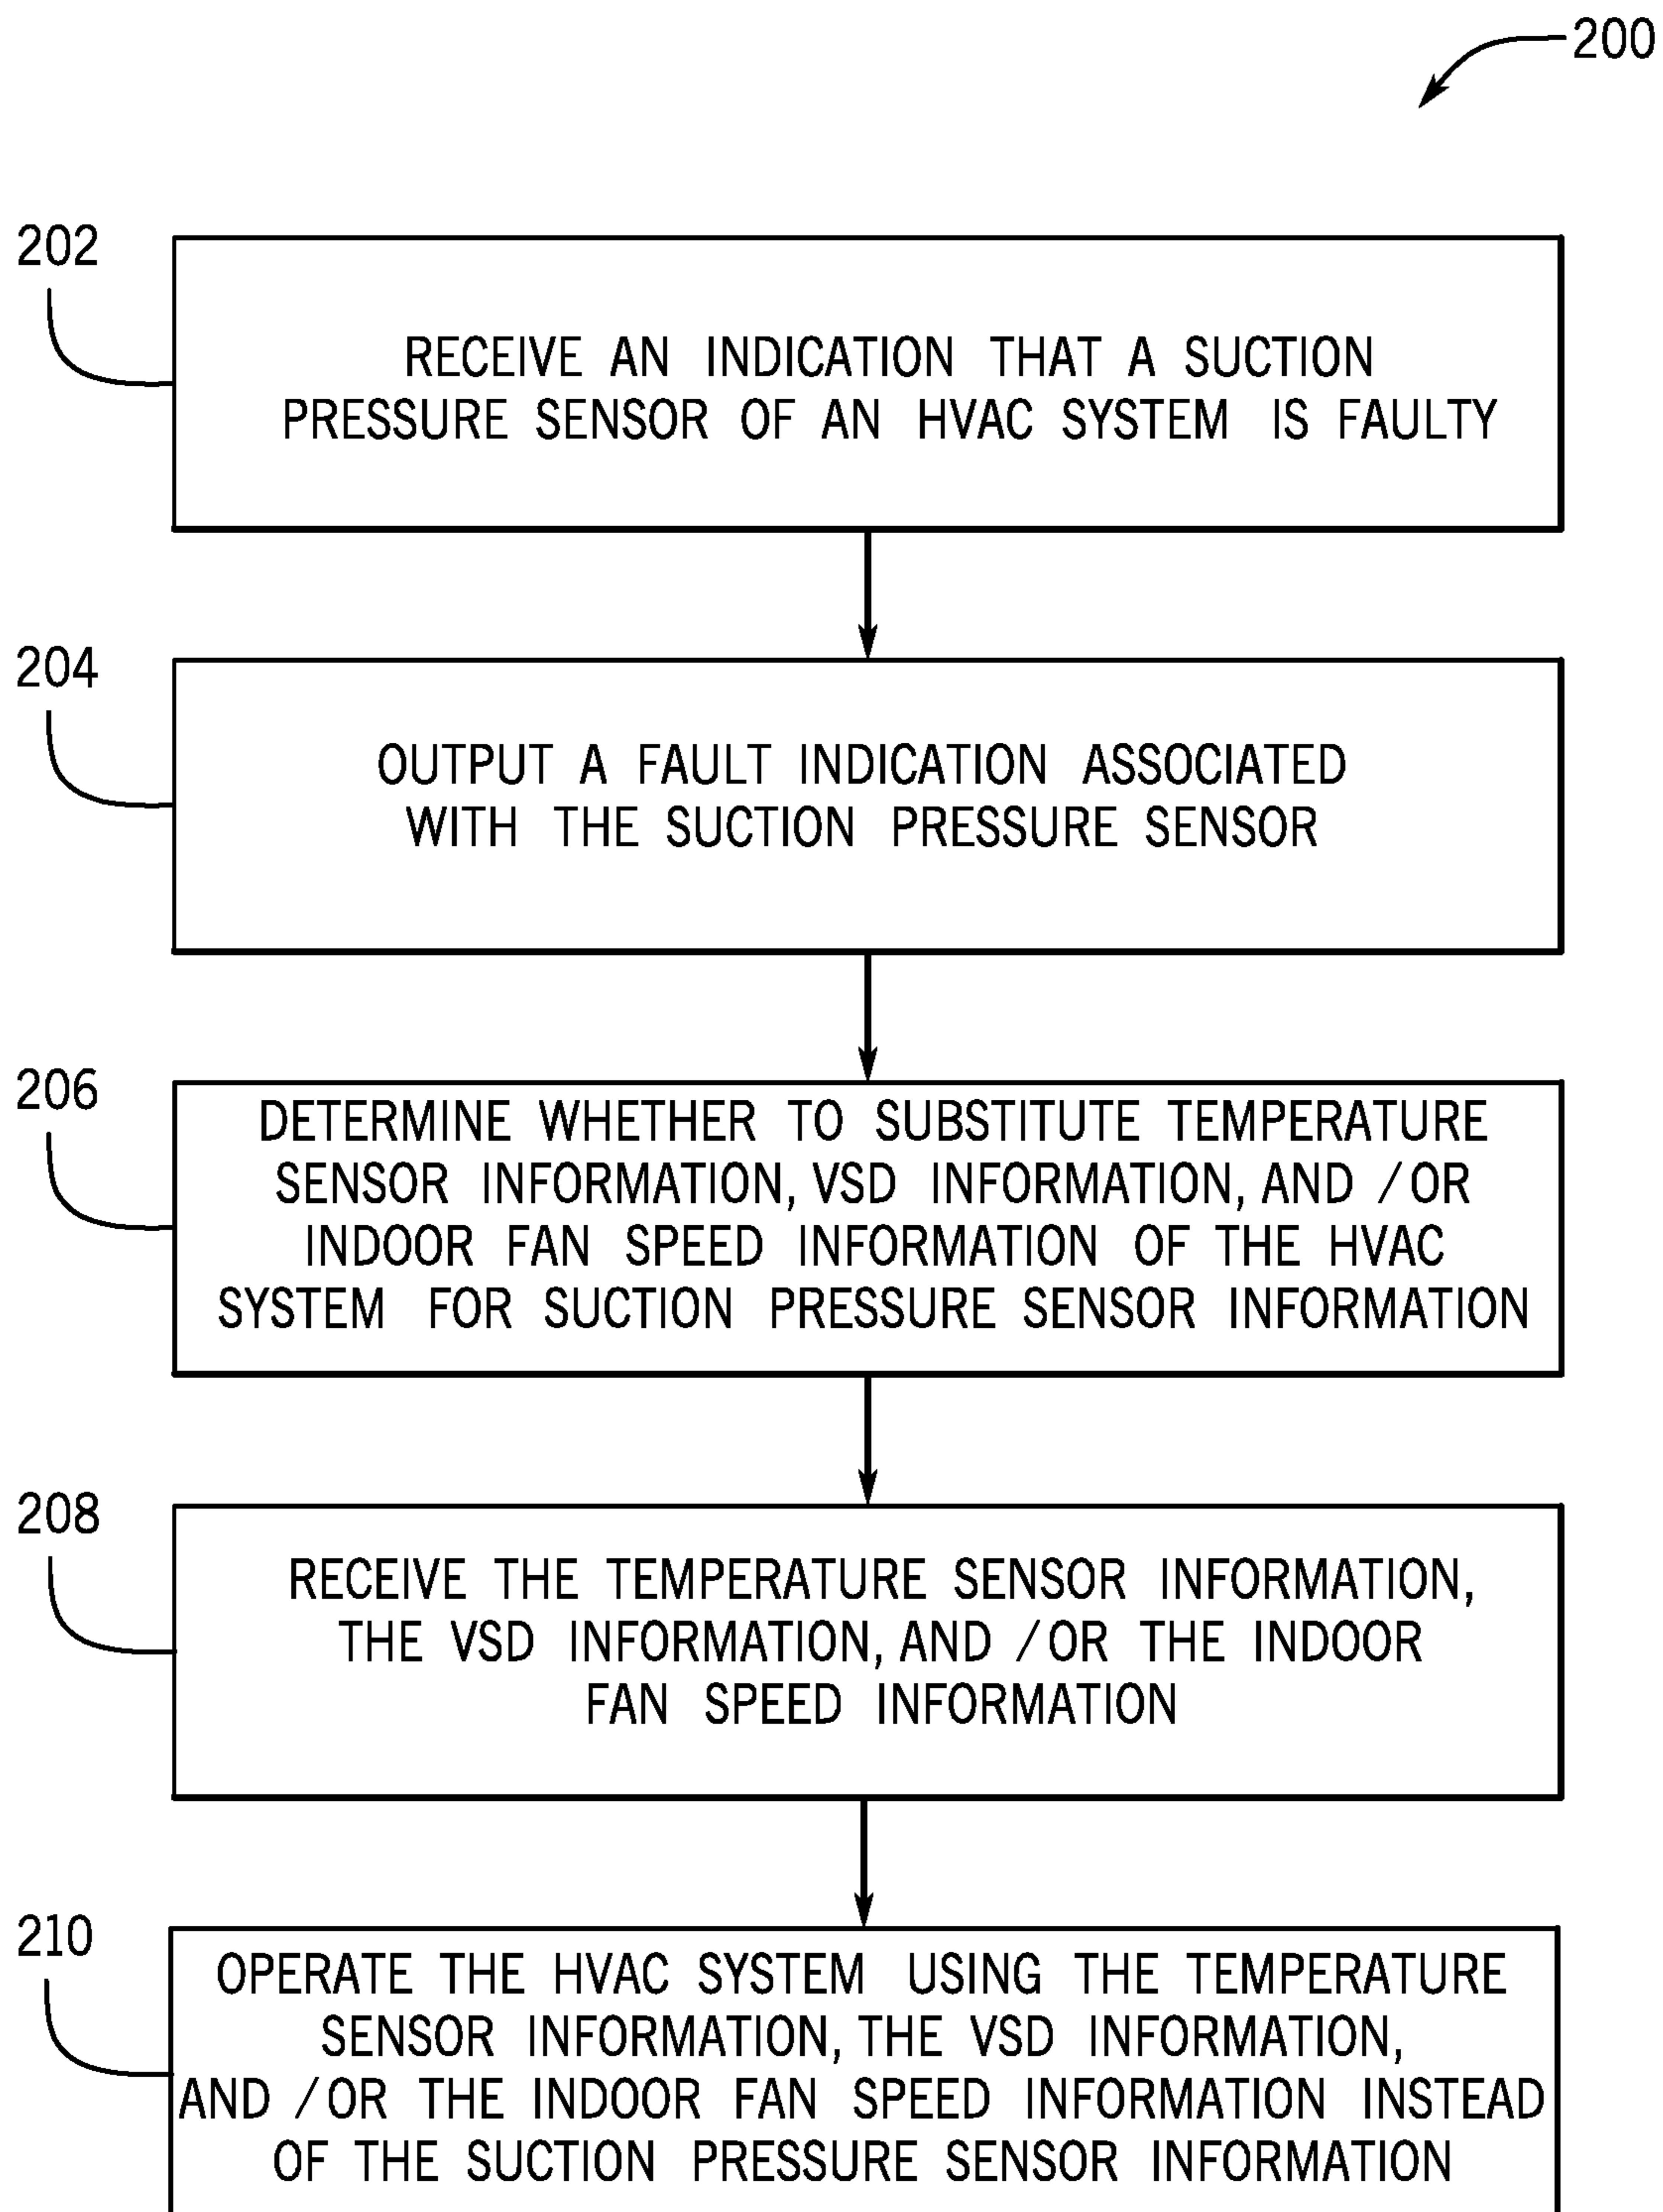 200
202
RECEIVE AN INDICATION THAT A SUCTION
PRESSURE SENSOR OF AN HVAC SYSTEM IS FAULTY
204
OUTPUT A FAULT INDICATION ASSOCIATED
WITH THE SUCTION PRESSURE SENSOR
206
DETERMINE WHETHER TO SUBSTITUTE TEMPERATURE
SENSOR INFORMATION, VSD INFORMATION, AND /OR
INDOOR FAN SPEED INFORMATION OF THE HVAC
SYSTEM FOR SUCTION PRESSURE SENSOR INFORMATION
208
RECEIVE THE TEMPERATURE SENSOR INFORMATION,
THE VSD INFORMATION, AND /OR THE INDOOR
FAN SPEED INFORMATION
210
OPERATE THE HVAC SYSTEM USING THE TEMPERATURE
SENSOR INFORMATION, THE VSD INFORMATION,
AND /OR THE INDOOR FAN SPEED INFORMATION INSTEAD
OF THE SUCTION PRESSURE SENSOR INFORMATION